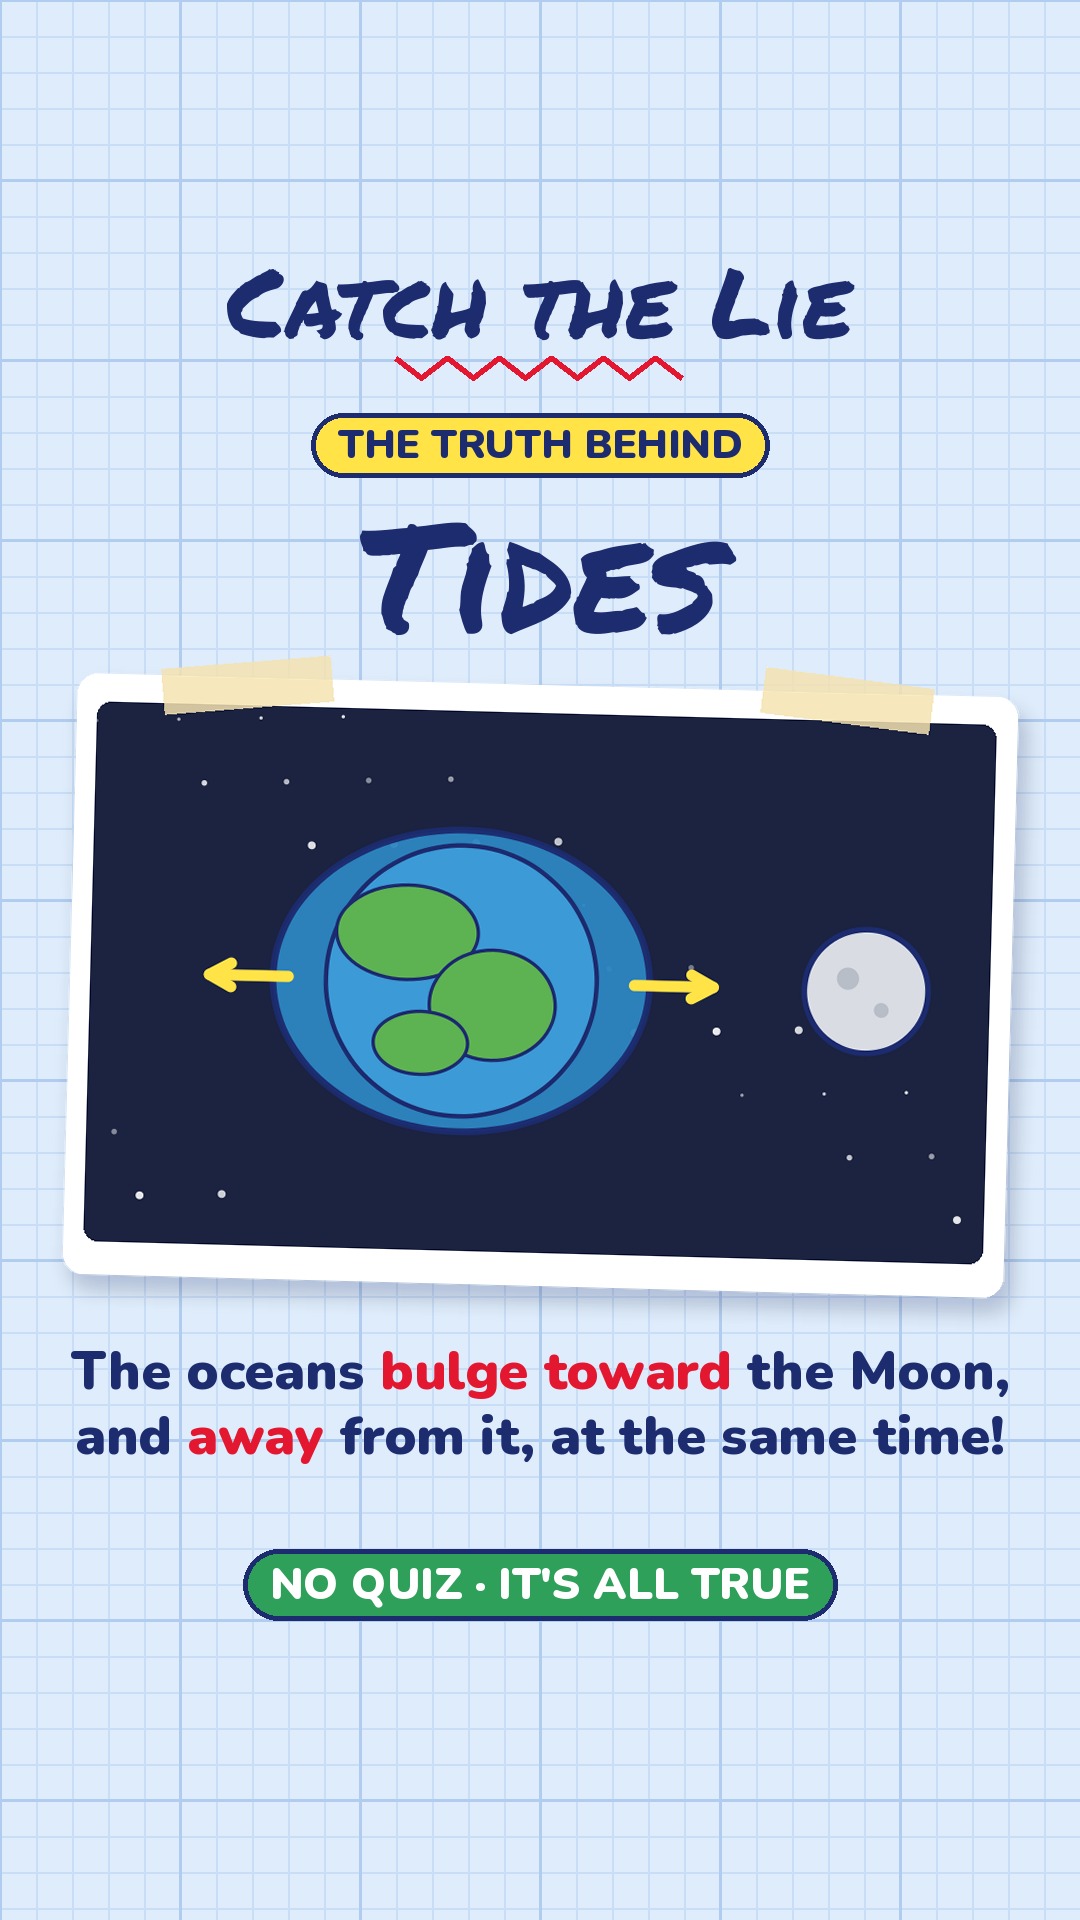 Catch the Lie
THE TRUTH BEHIND
Tides
The oceans bulge toward the Moon,
and away from it, at the same time!
NO QUIZ · IT'S ALL TRUE